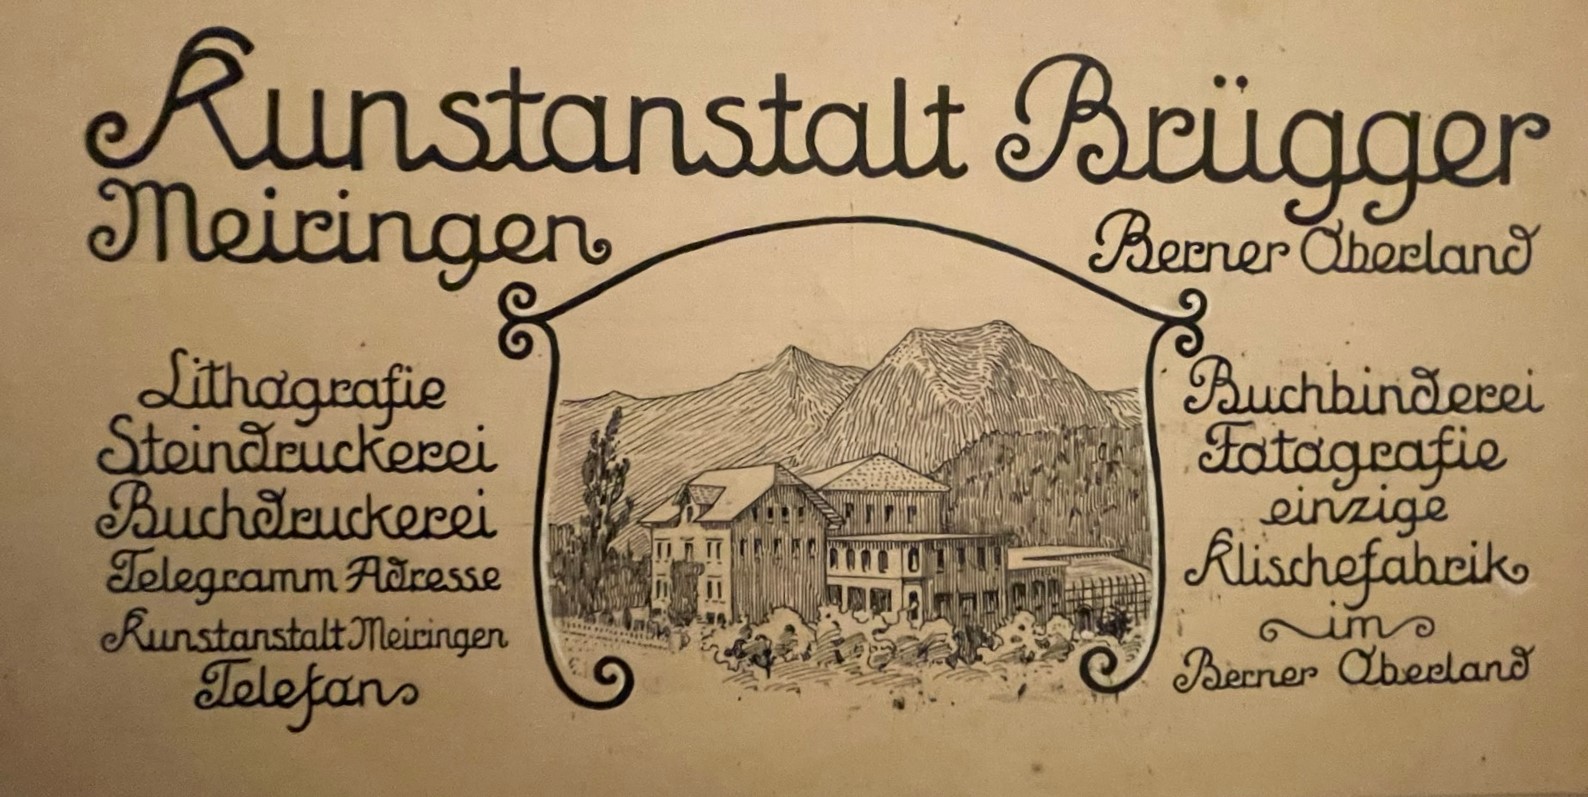 Kunstanstalt Brügger
Meiringen
Berner Oberland
Lithografie
Steindruckerei
Buchdruckerei
Telegramm Adresse
Kunstanstalt Meiringen
Telefon
Buchbinderei
Fotografie
einzige
Klischefabrik
im
Berner Oberland